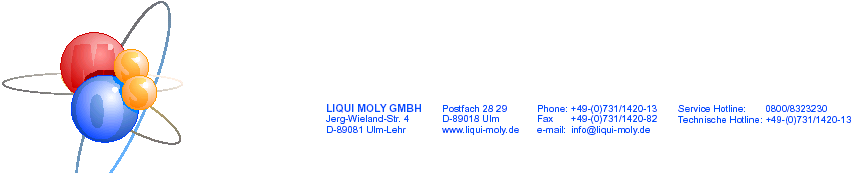 LIQUI MOLY GMBH
Jerg-Wieland-Str. 4
D-89081 Ulm-Lehr
Postfach 28 29
D-89018 Ulm
www.liqui-moly.de
Phone: +49-(0)731/1420-13
Fax +49-(0)731/1420-82
e-mail: info@liqui-moly.de
Service Hotline: 0800/8323230
Technische Hotline: +49-(0)731/1420-13